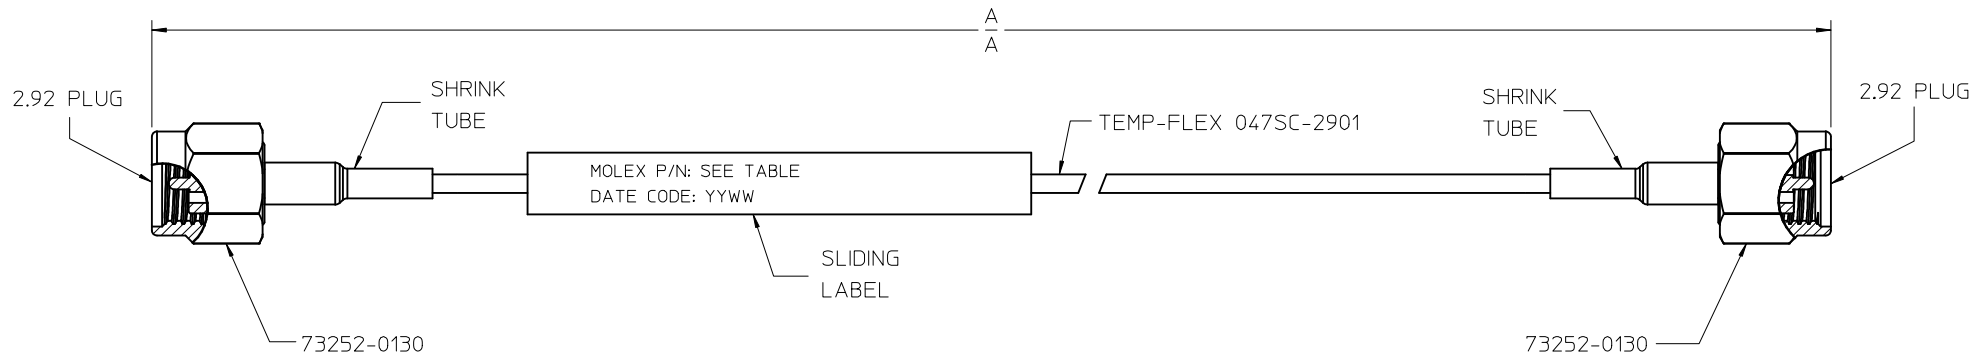 A
A
2.92 PLUG
SHRINK
TUBE
MOLEX P/N: SEE TABLE
DATE CODE: YYWW
TEMP-FLEX 047SC-2901
SHRINK
TUBE
2.92 PLUG
SLIDING
LABEL
73252-0130
73252-0130